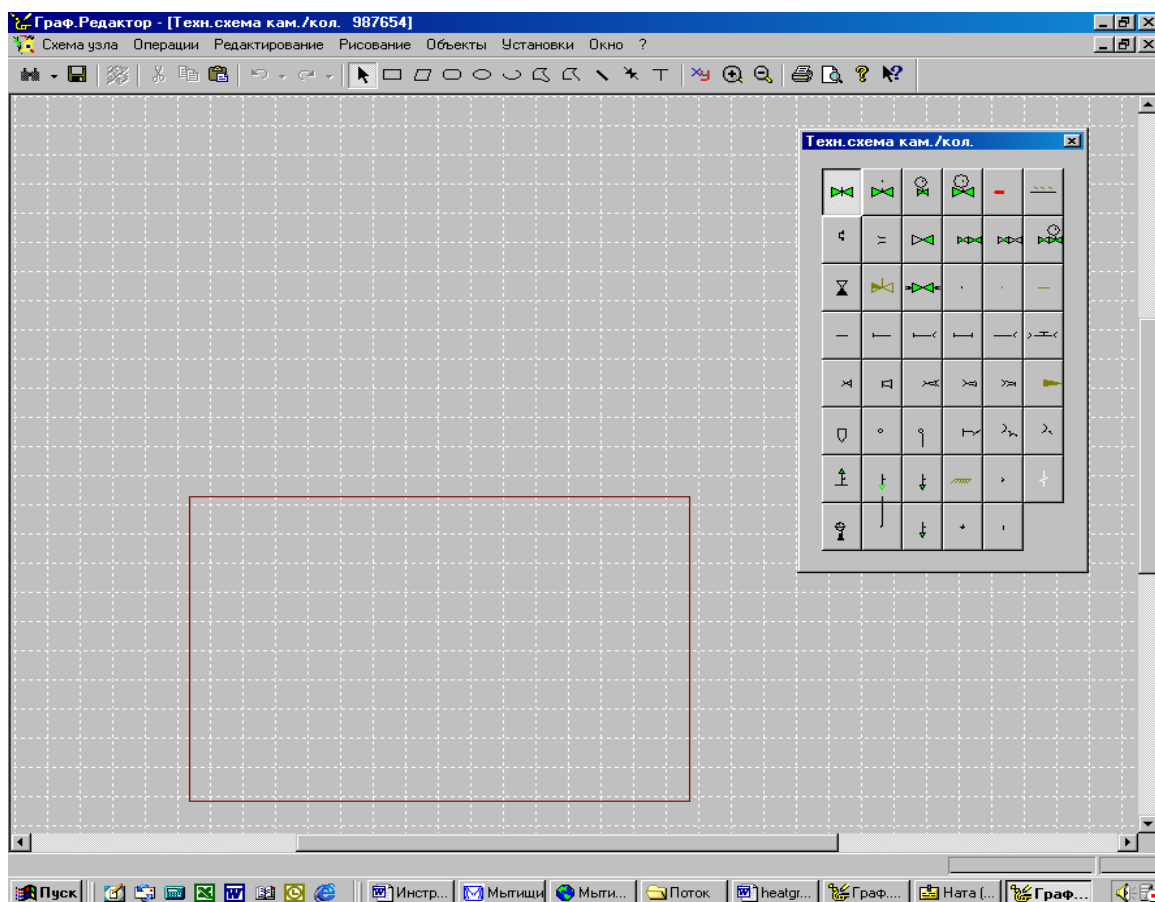 Граф.Редактор - [Техн.схема кам./кол. 987654]
Схема узла Операции Редактирование Рисование Объекты Установки Окно ?
Техн.схема кам./кол.
Пуск Инстр... Мытищи Мыти... Поток heatgr... Граф.... Ната (... Граф...